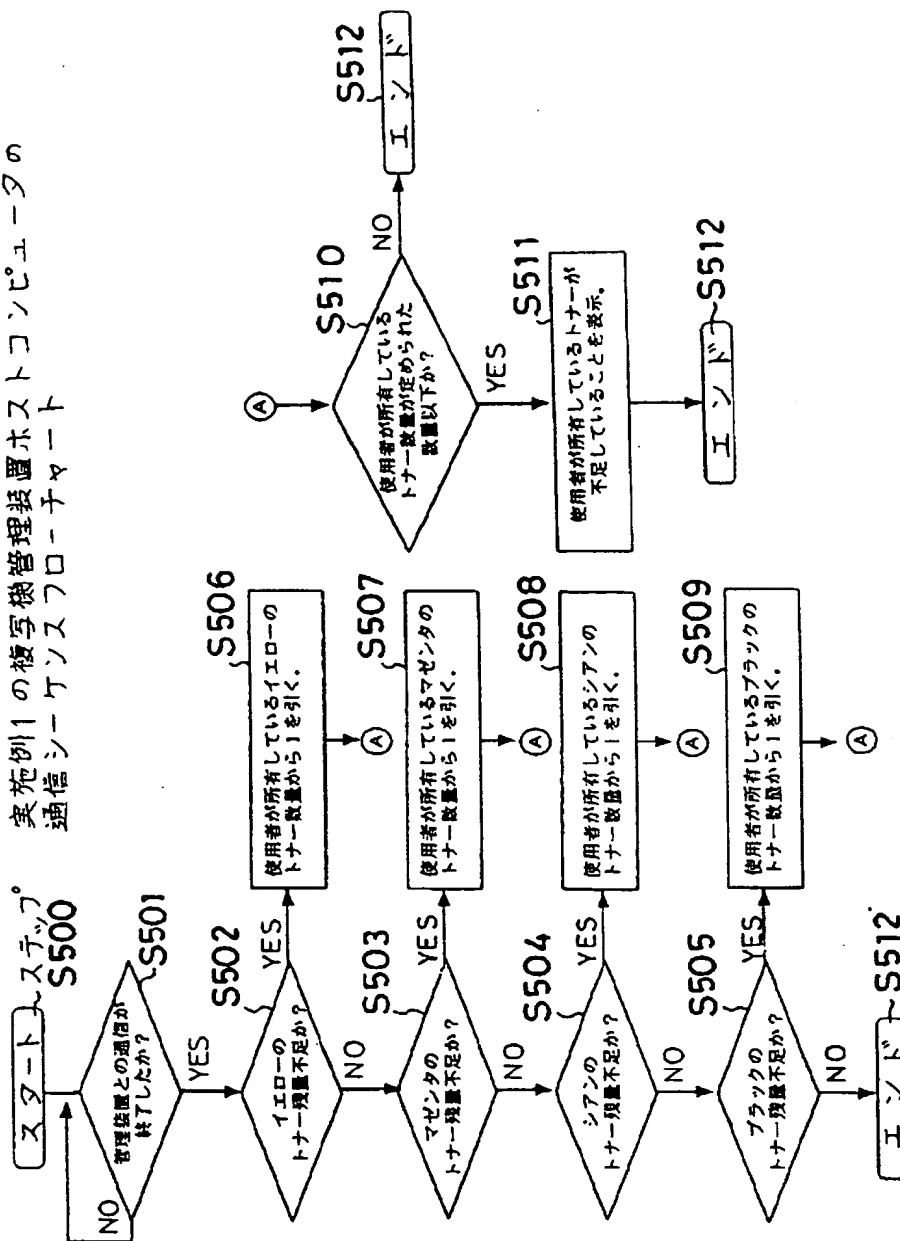 実施例1の複写機管理装置ホストコンピュータの
通信シーケンスフローチャート
スタート
ステップ
S500
管理装置との通信が
終了したか?
S501
NO
YES
イエローの
トナー残量不足か?
S502
YES
NO
使用者が所有しているイエローの
トナー数量から1を引く。
S506
A
マゼンタの
トナー残量不足か?
S503
YES
NO
使用者が所有しているマゼンタの
トナー数量から1を引く。
S507
A
シアンの
トナー残量不足か?
S504
YES
NO
使用者が所有しているシアンの
トナー数量から1を引く。
S508
A
ブラックの
トナー残量不足か?
S505
YES
NO
使用者が所有しているブラックの
トナー数量から1を引く。
S509
A
エンド
S512
A
使用者が所有している
トナー数量が定められた
数量以下か?
S510
NO
エンド
S512
YES
使用者が所有しているトナーが
不足していることを表示。
S511
エンド
S512